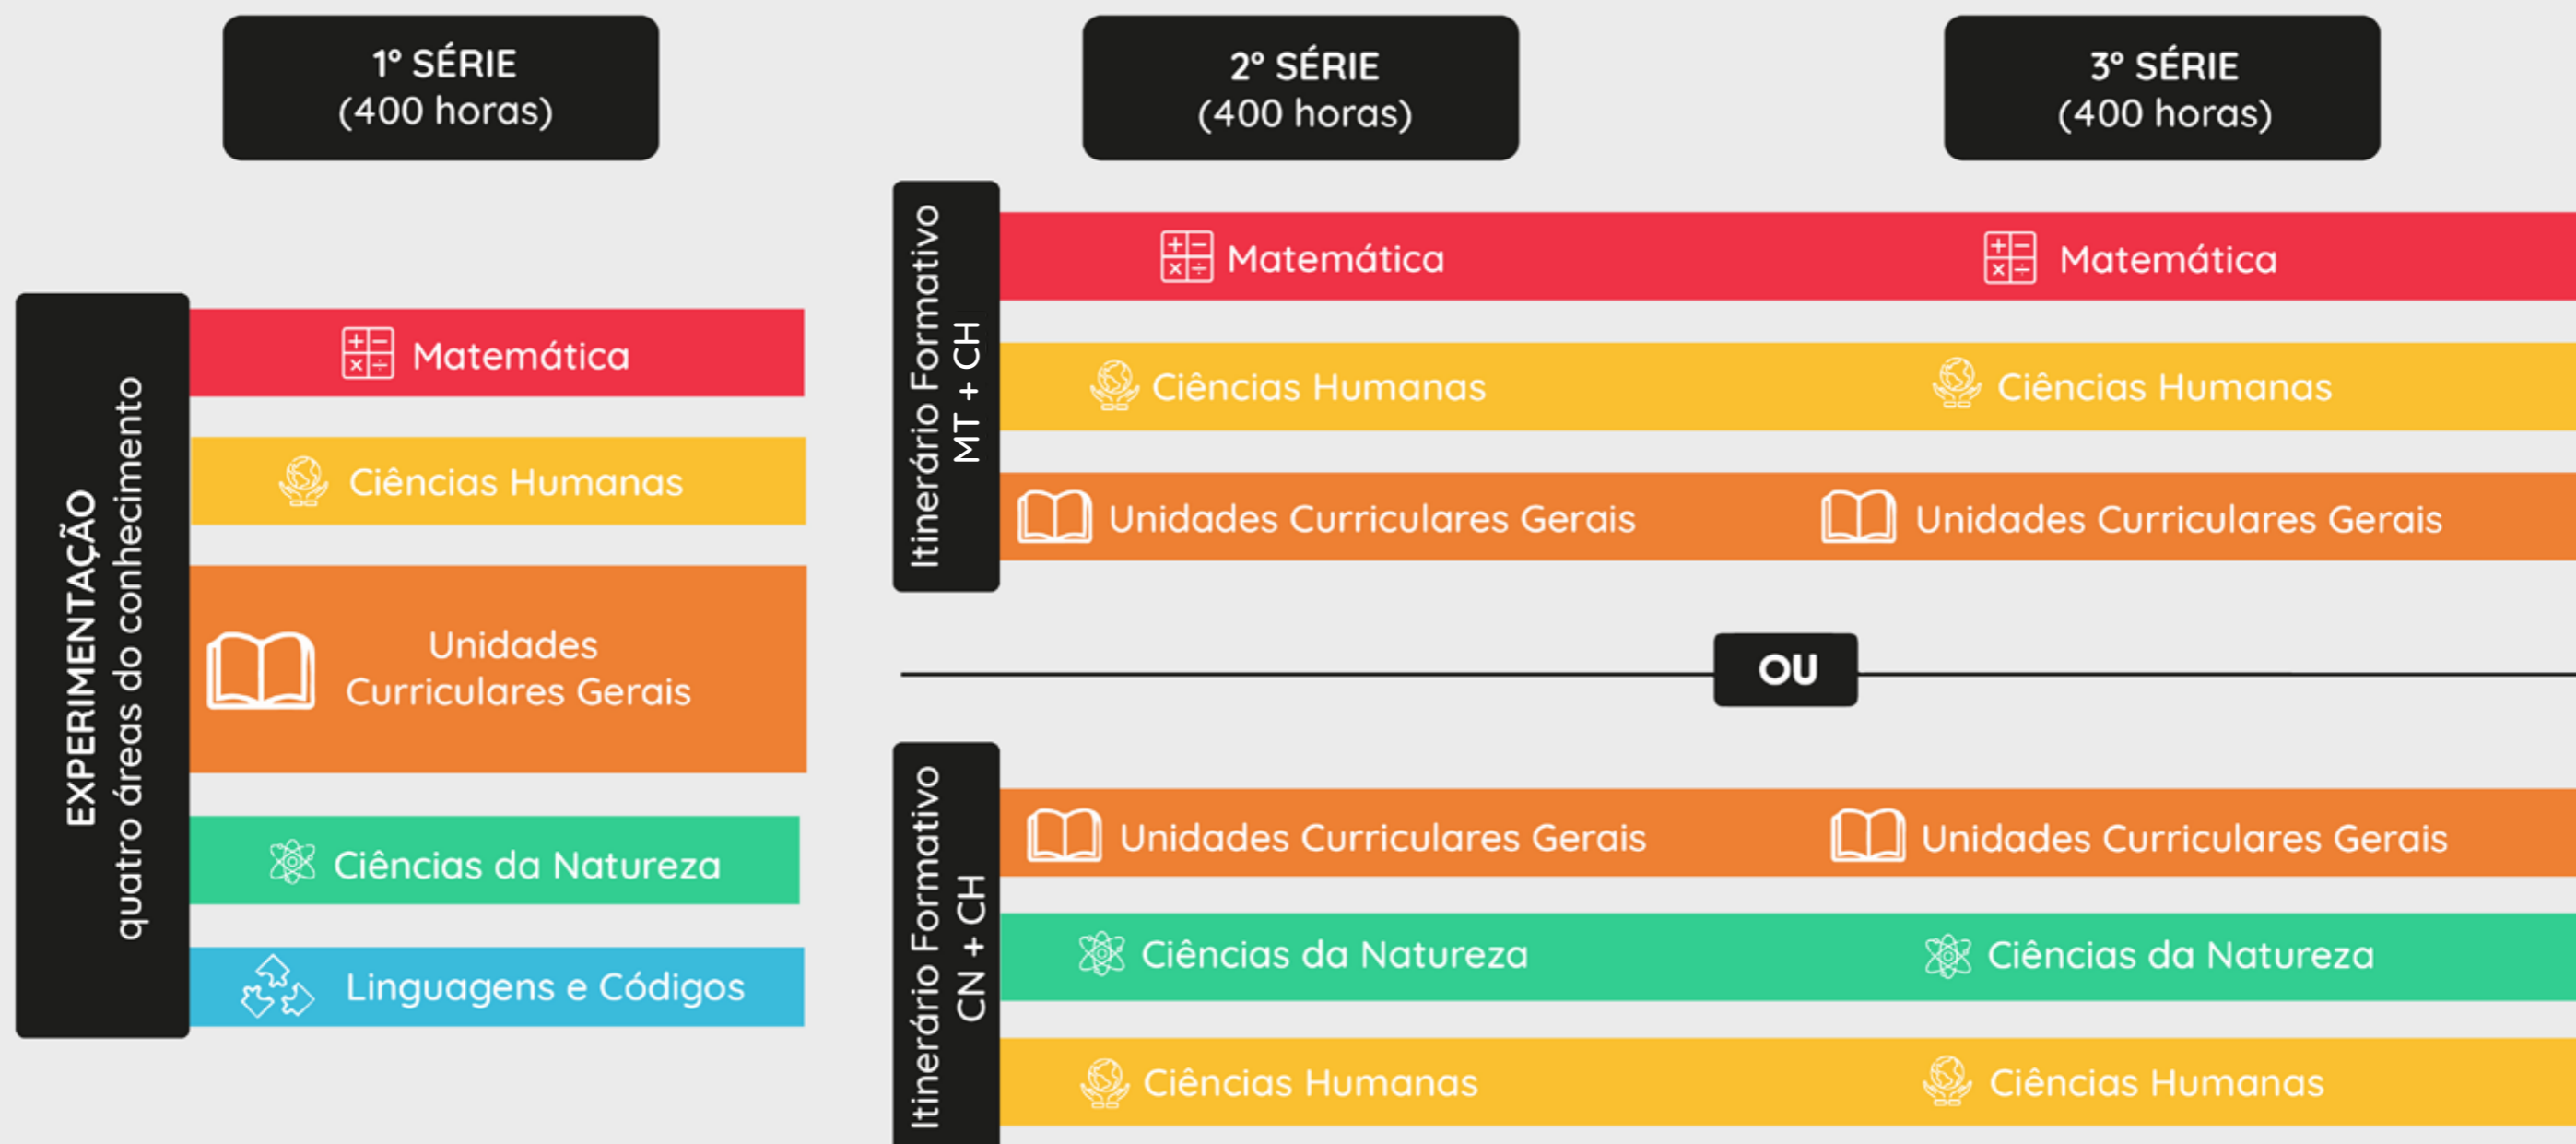 1º SÉRIE
(400 horas)
2º SÉRIE
(400 horas)
3º SÉRIE
(400 horas)
EXPERIMENTAÇÃO
quatro áreas do conhecimento
Matemática
Ciências Humanas
Unidades
Curriculares Gerais
Ciências da Natureza
Linguagens e Códigos
Itinerário Formativo
MT + CH
Matemática
Matemática
Ciências Humanas
Ciências Humanas
Unidades Curriculares Gerais
Unidades Curriculares Gerais
OU
Itinerário Formativo
CN + CH
Unidades Curriculares Gerais
Unidades Curriculares Gerais
Ciências da Natureza
Ciências da Natureza
Ciências Humanas
Ciências Humanas